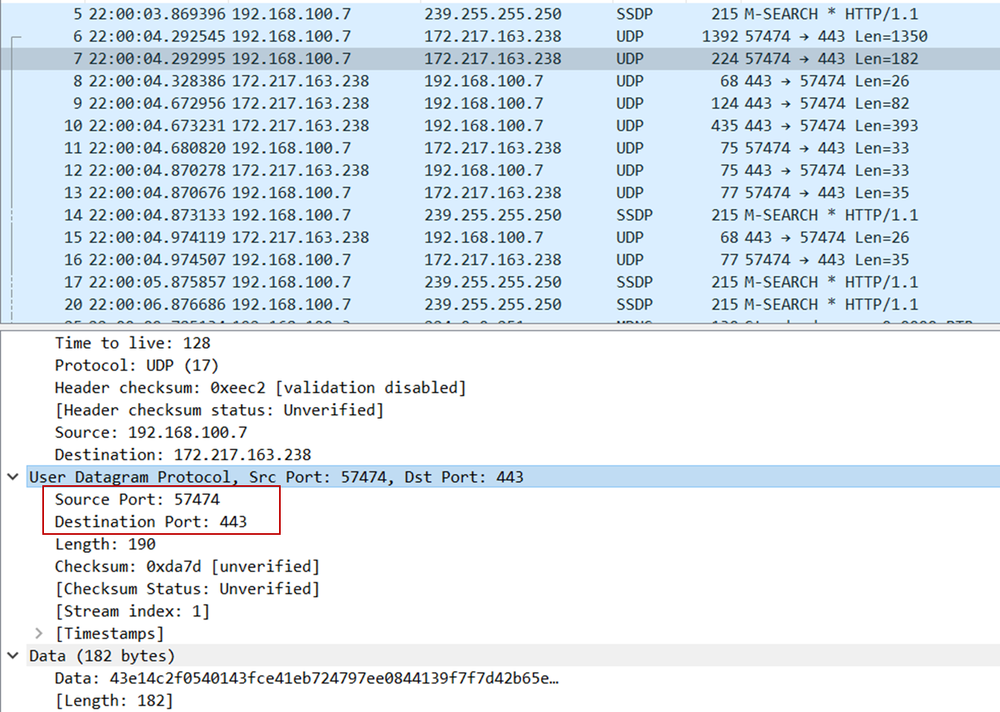 5 22:00:03.869396 192.168.100.7 239.255.255.250 SSDP 215 M-SEARCH * HTTP/1.1
6 22:00:04.292545 192.168.100.7 172.217.163.238 UDP 1392 57474 → 443 Len=1350
7 22:00:04.292995 192.168.100.7 172.217.163.238 UDP 224 57474 → 443 Len=182
8 22:00:04.328386 172.217.163.238 192.168.100.7 UDP 68 443 → 57474 Len=26
9 22:00:04.672956 172.217.163.238 192.168.100.7 UDP 124 443 → 57474 Len=82
10 22:00:04.673231 172.217.163.238 192.168.100.7 UDP 435 443 → 57474 Len=393
11 22:00:04.680820 192.168.100.7 172.217.163.238 UDP 75 57474 → 443 Len=33
12 22:00:04.870278 172.217.163.238 192.168.100.7 UDP 75 443 → 57474 Len=33
13 22:00:04.870676 192.168.100.7 172.217.163.238 UDP 77 57474 → 443 Len=35
14 22:00:04.873133 192.168.100.7 239.255.255.250 SSDP 215 M-SEARCH * HTTP/1.1
15 22:00:04.974119 172.217.163.238 192.168.100.7 UDP 68 443 → 57474 Len=26
16 22:00:04.974507 192.168.100.7 172.217.163.238 UDP 77 57474 → 443 Len=35
17 22:00:05.875857 192.168.100.7 239.255.255.250 SSDP 215 M-SEARCH * HTTP/1.1
20 22:00:06.876686 192.168.100.7 239.255.255.250 SSDP 215 M-SEARCH * HTTP/1.1
Time to live: 128
Protocol: UDP (17)
Header checksum: 0xeec2 [validation disabled]
[Header checksum status: Unverified]
Source: 192.168.100.7
Destination: 172.217.163.238
User Datagram Protocol, Src Port: 57474, Dst Port: 443
Source Port: 57474
Destination Port: 443
Length: 190
Checksum: 0xda7d [unverified]
[Checksum Status: Unverified]
[Stream index: 1]
[Timestamps]
Data (182 bytes)
Data: 43e14c2f0540143fce41eb724797ee0844139f7f7d42b65e…
[Length: 182]